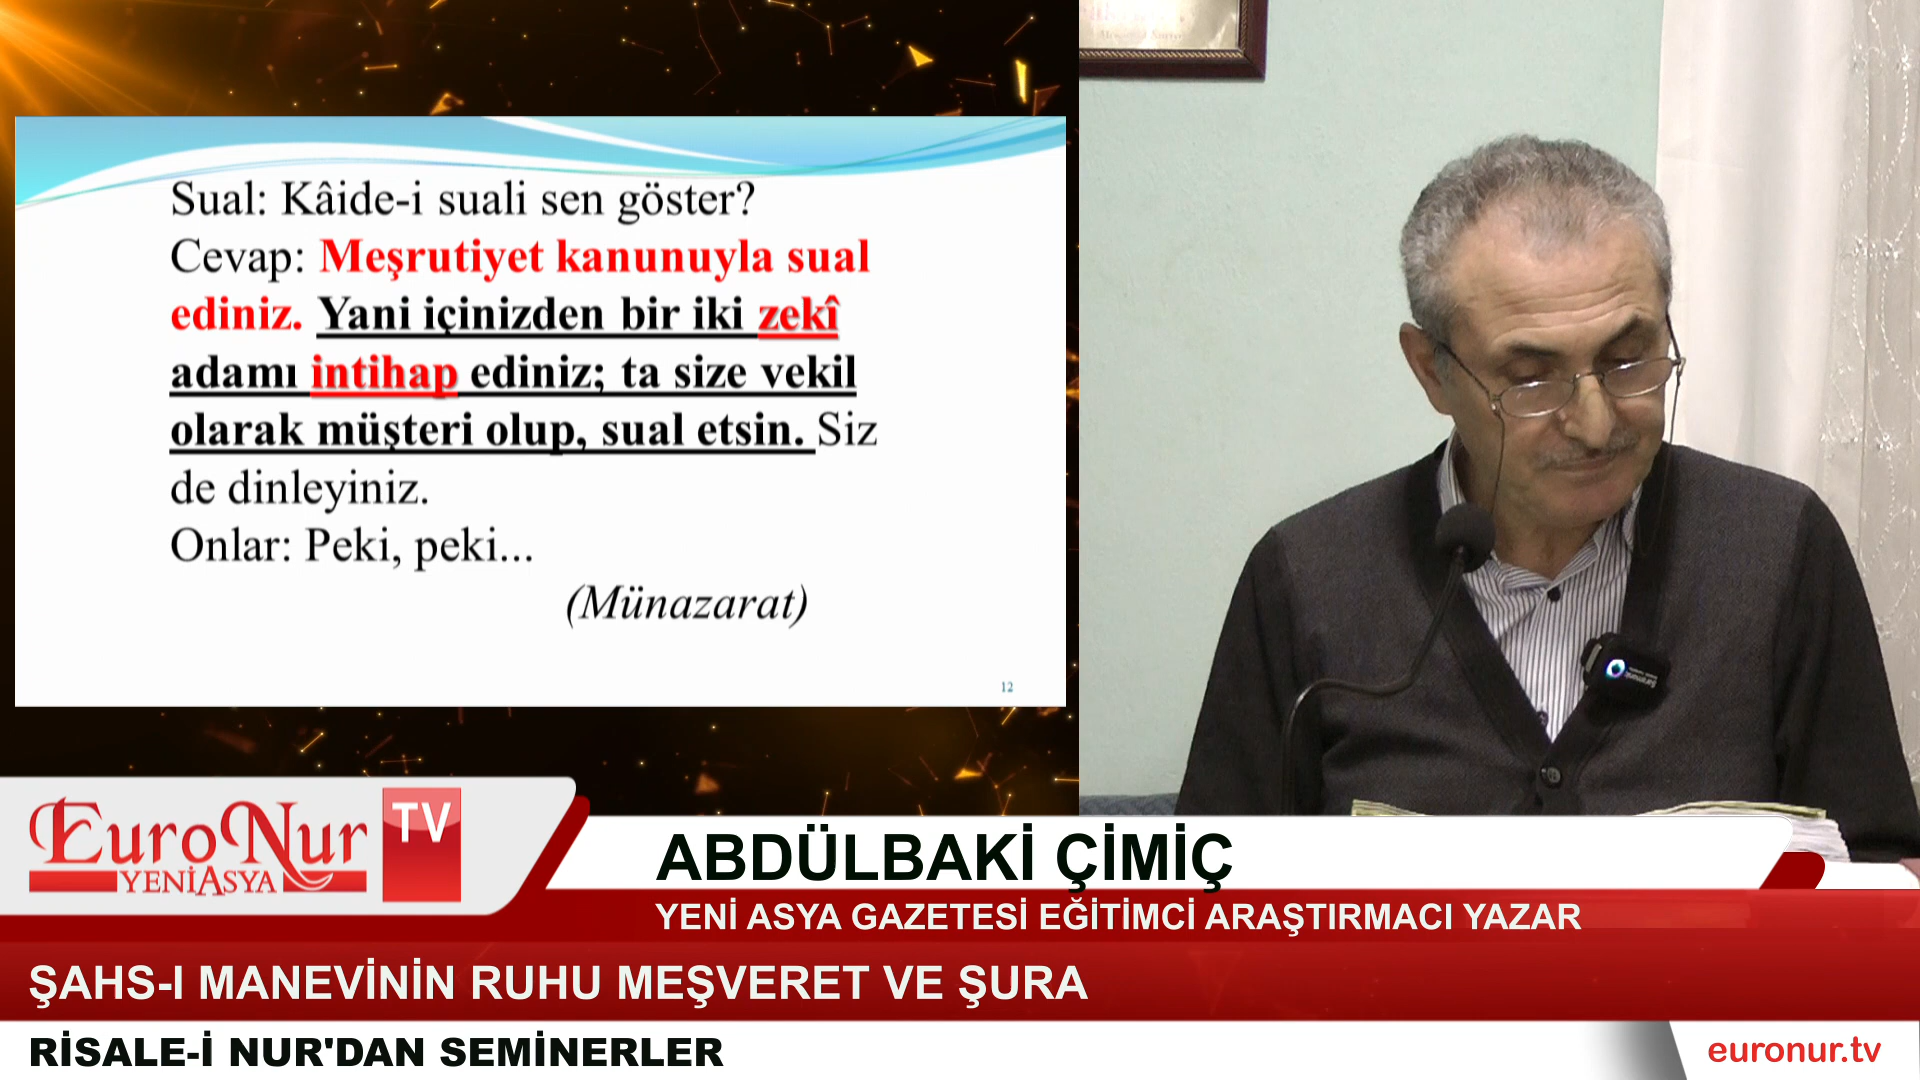 Sual: Kâide-i suali sen göster?
Cevap: Meşrutiyet kanunuyla sual
ediniz. Yani içinizden bir iki zekî
adamı intihap ediniz; ta size vekil
olarak müşteri olup, sual etsin. Siz
de dinleyiniz.
Onlar: Peki, peki...
(Münazarat)
12
EuroNur TV
YENİASYA
ABDÜLBAKİ ÇİMİÇ
YENİ ASYA GAZETESİ EĞİTİMCİ ARAŞTIRMACI YAZAR
ŞAHS-I MANEVİNİN RUHU MEŞVERET VE ŞURA
RİSALE-İ NUR'DAN SEMİNERLER
euronur.tv